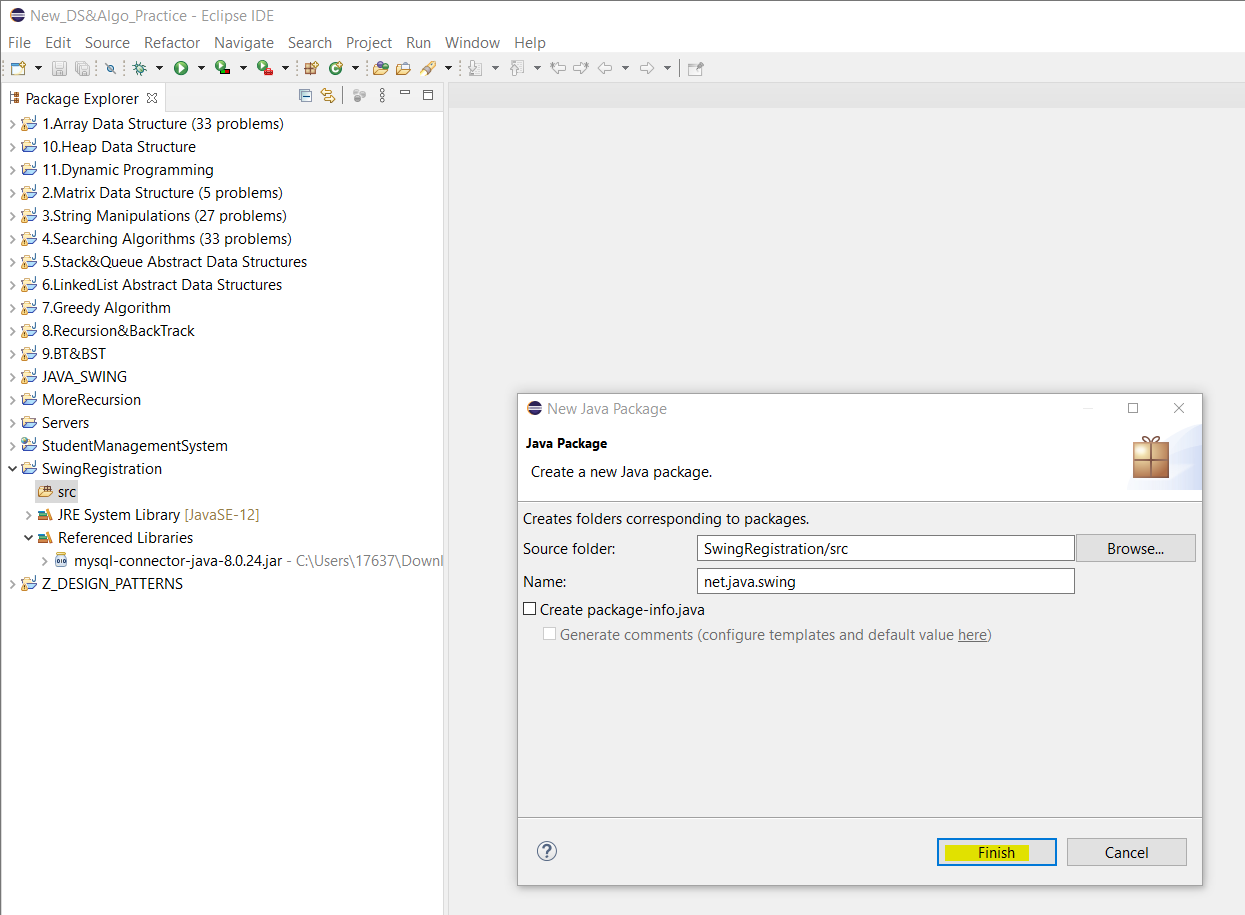 New_DS&Algo_Practice - Eclipse IDE
File Edit Source Refactor Navigate Search Project Run Window Help
Package Explorer
1.Array Data Structure (33 problems)
10.Heap Data Structure
11.Dynamic Programming
2.Matrix Data Structure (5 problems)
3.String Manipulations (27 problems)
4.Searching Algorithms (33 problems)
5.Stack&Queue Abstract Data Structures
6.LinkedList Abstract Data Structures
7.Greedy Algorithm
8.Recursion&BackTrack
9.BT&BST
JAVA_SWING
MoreRecursion
Servers
StudentManagementSystem
SwingRegistration
src
JRE System Library [JavaSE-12]
Referenced Libraries
mysql-connector-java-8.0.24.jar - C:\Users\17637\Downl
Z_DESIGN_PATTERNS
New Java Package
Java Package
Create a new Java package.
Creates folders corresponding to packages.
Source folder: SwingRegistration/src Browse...
Name: net.java.swing
Create package-info.java
Generate comments (configure templates and default value here)
? Finish Cancel